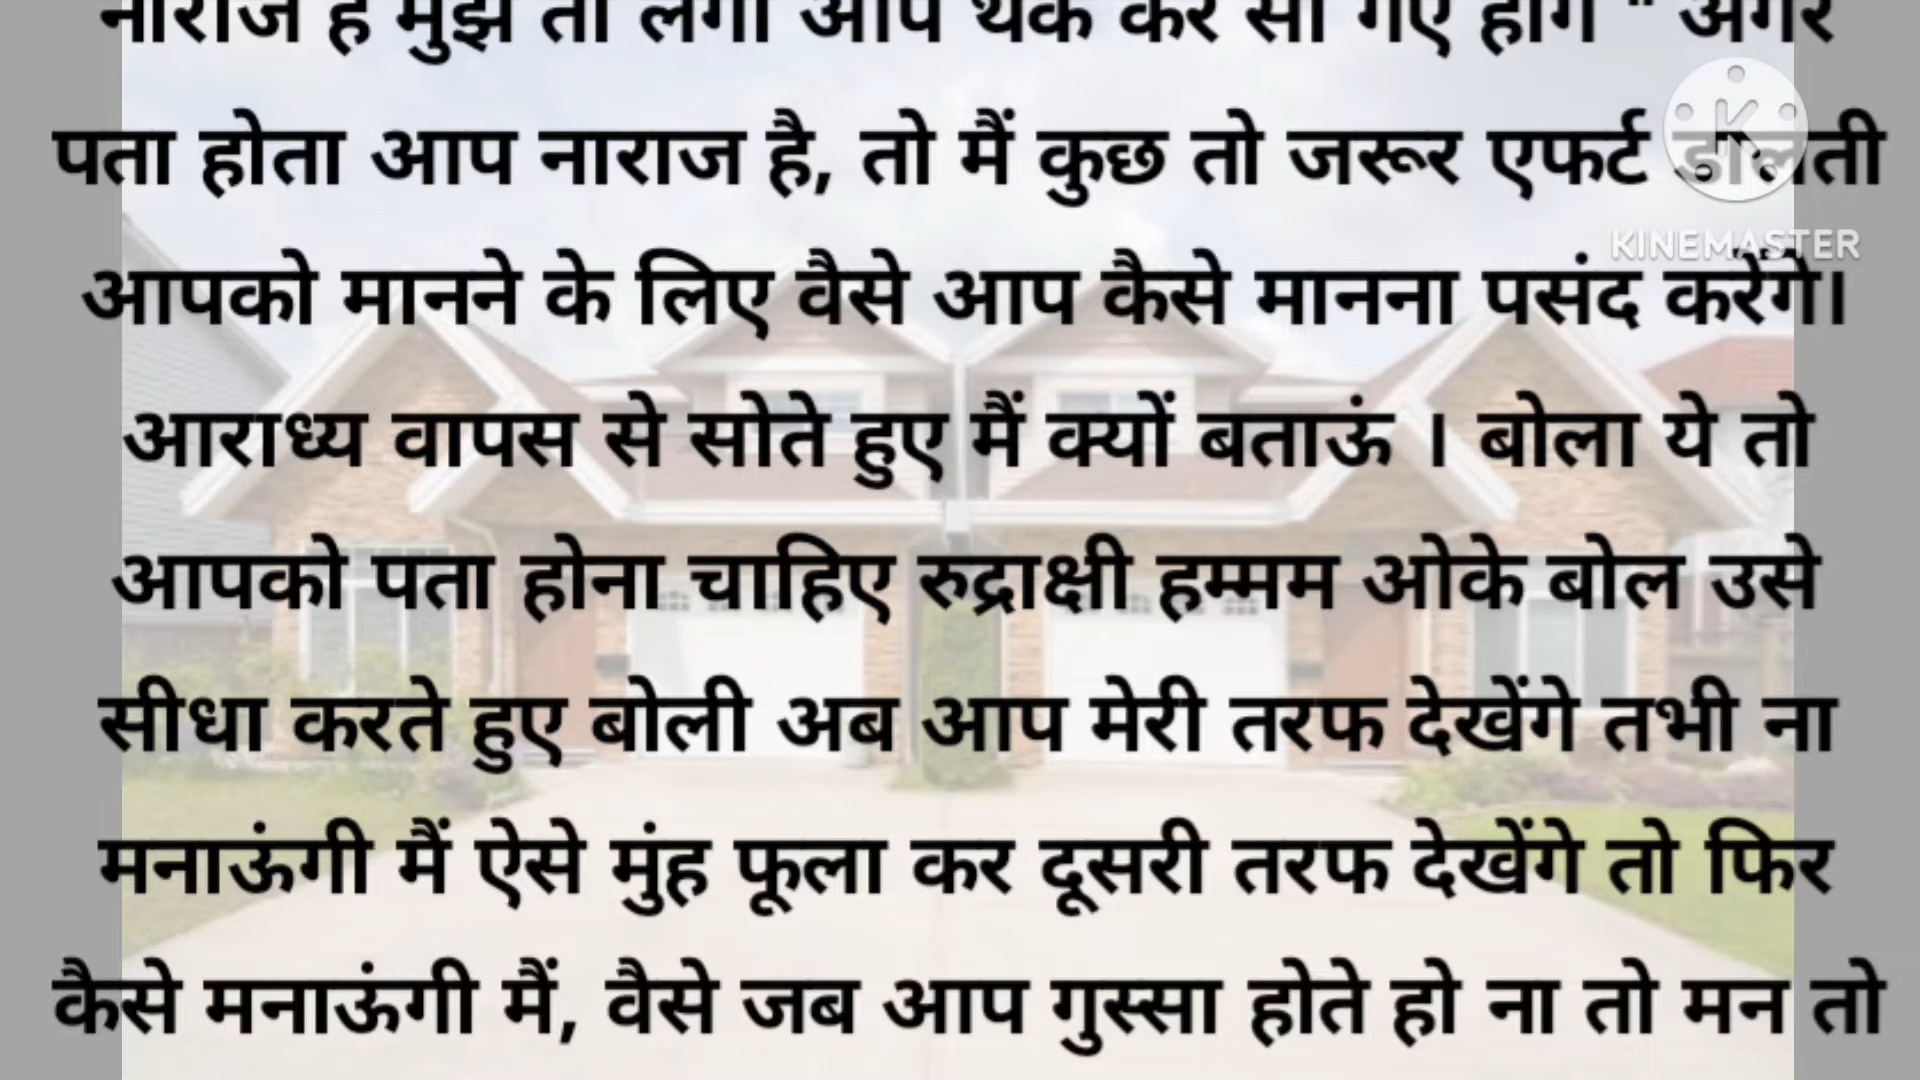 नाराज है मुझे तो लगा आप थक कर सो गए होंगे " अगर
पता होता आप नाराज है, तो मैं कुछ तो जरूर एफर्ट डालती
आपको मानने के लिए वैसे आप कैसे मानना पसंद करेंगे।
आराध्य वापस से सोते हुए मैं क्यों बताऊं । बोला ये तो
आपको पता होना चाहिए रुद्राक्षी हम्मम ओके बोल उसे
सीधा करते हुए बोली अब आप मेरी तरफ देखेंगे तभी ना
मनाऊंगी मैं ऐसे मुंह फूला कर दूसरी तरफ देखेंगे तो फिर
कैसे मनाऊंगी मैं, वैसे जब आप गुस्सा होते हो ना तो मन तो
K
KINEMASTER